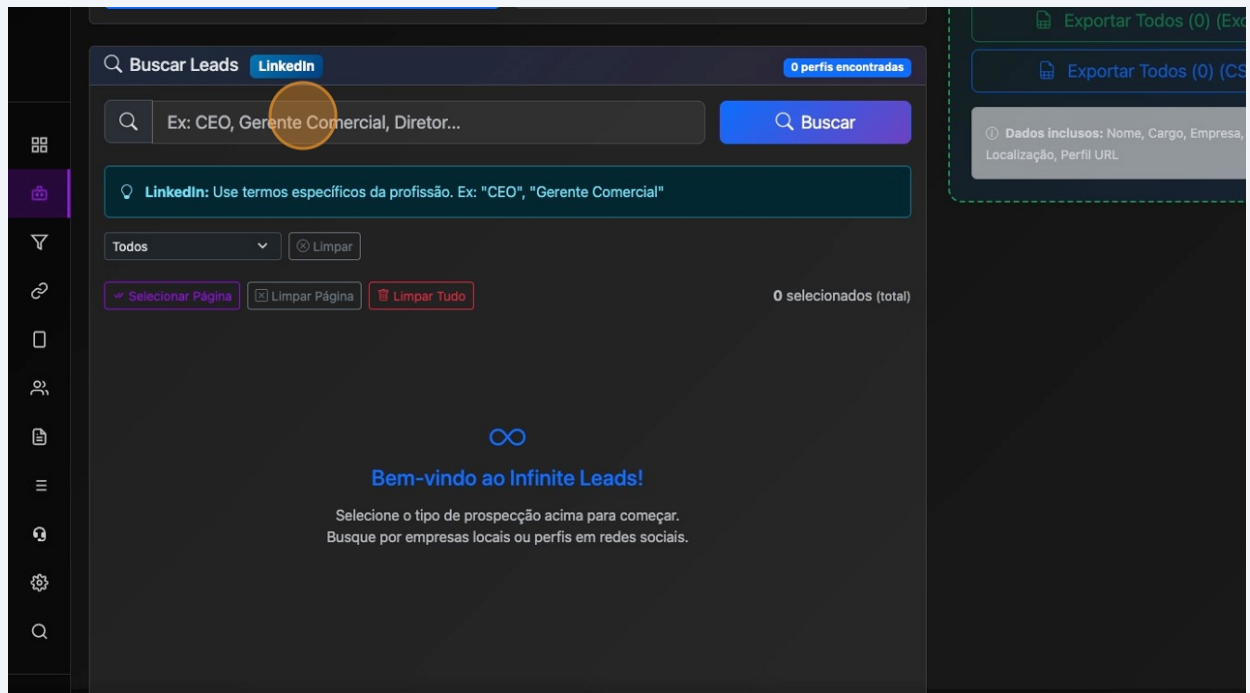 Buscar Leads LinkedIn
0 perfis encontradas
Ex: CEO, Gerente Comercial, Diretor...
Buscar
LinkedIn: Use termos específicos da profissão. Ex: "CEO", "Gerente Comercial"
Todos
Limpar
Selecionar Página
Limpar Página
Limpar Tudo
0 selecionados (total)
Bem-vindo ao Infinite Leads!
Selecione o tipo de prospecção acima para começar.
Busque por empresas locais ou perfis em redes sociais.
Exportar Todos (0) (Exc
Exportar Todos (0) (CS
Dados inclusos: Nome, Cargo, Empresa,
Localização, Perfil URL